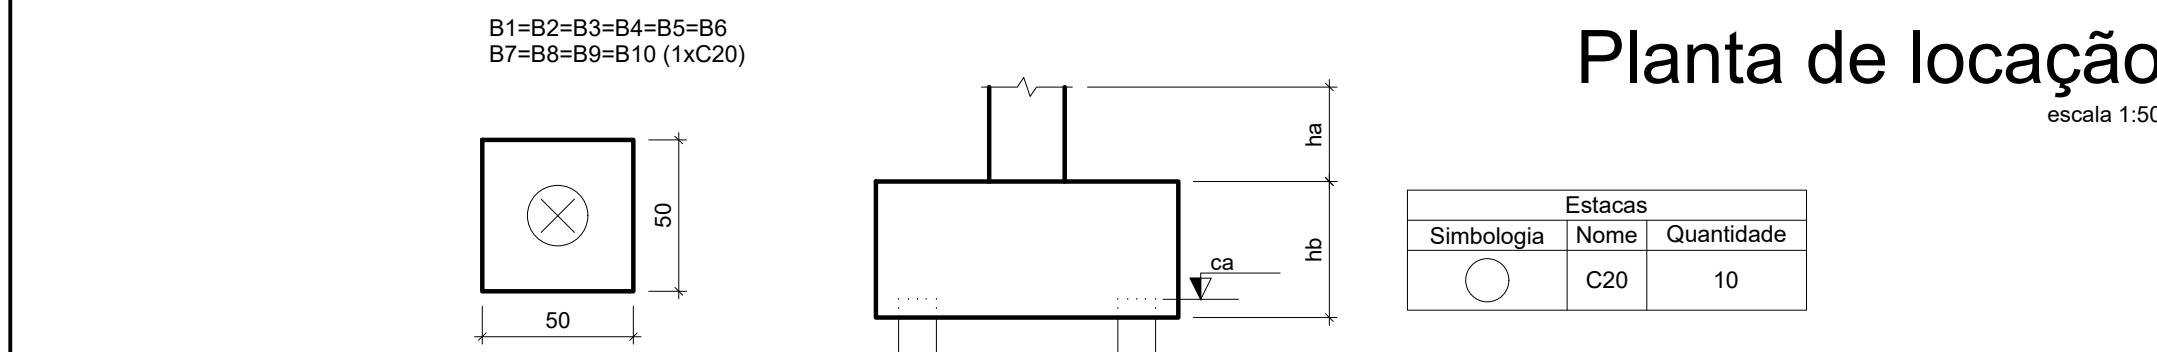 B1=B2=B3=B4=B5=B6
B7=B8=B9=B10 (1xC20)
50
50
ha
hb
ca
Planta de locação
escala 1:50
Estacas
Simbologia Nome Quantidade
C20 10